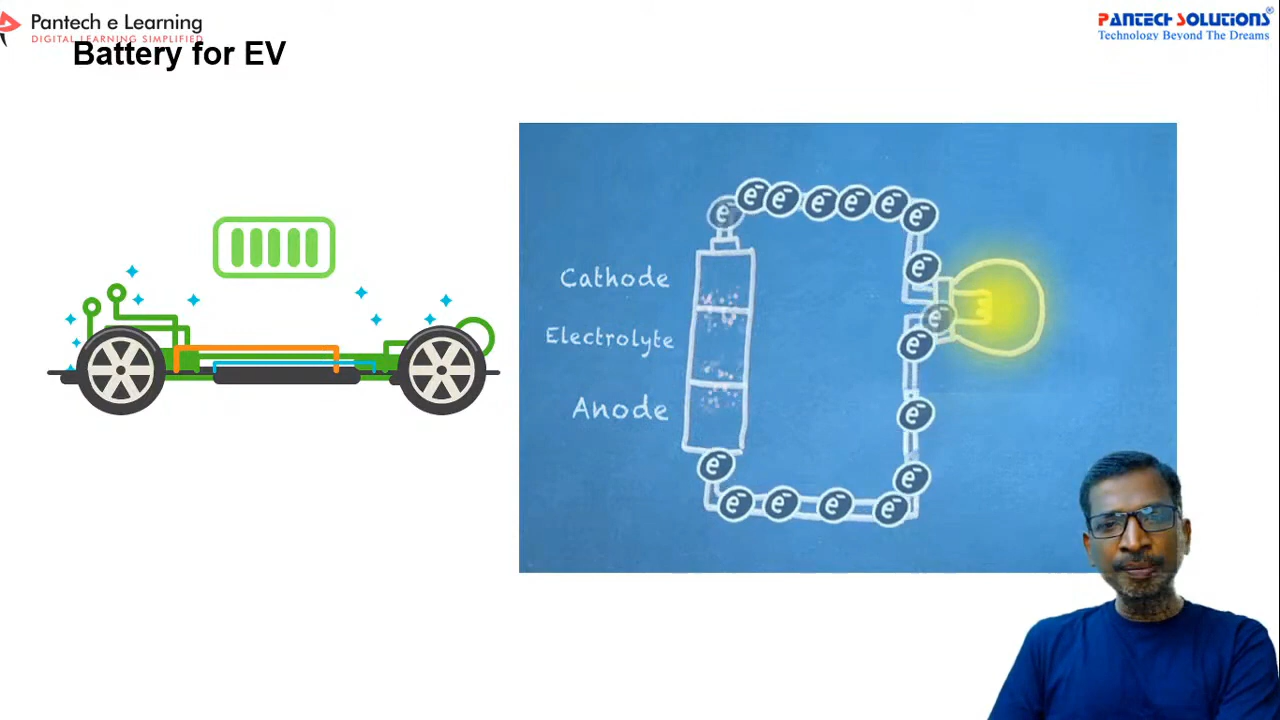 Pantech e Learning
DIGITAL LEARNING SIMPLIFIED
PANTECH SOLUTIONS®
Technology Beyond The Dreams
Battery for EV
e⁻ e⁻ e⁻ e⁻ e⁻ e⁻ e⁻
e⁻
Cathode
e⁻
Electrolyte
e⁻
Anode
e⁻
e⁻ e⁻
e⁻ e⁻ e⁻ e⁻